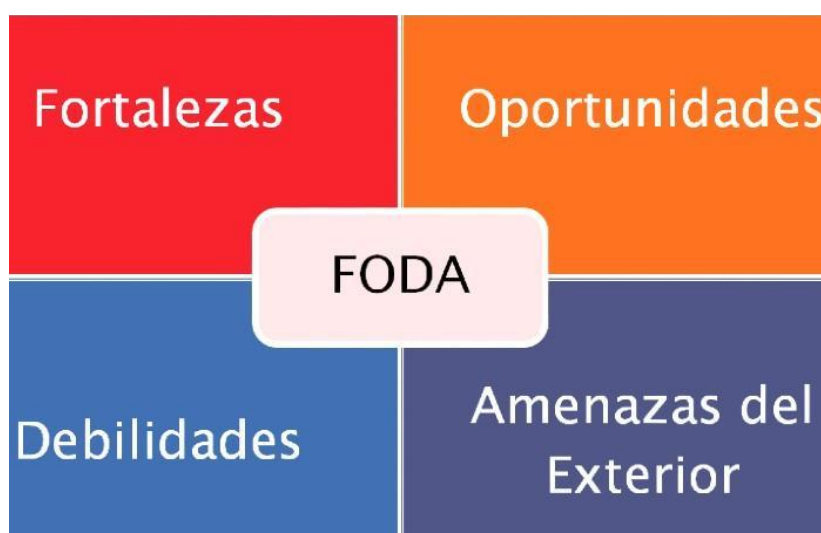 Fortalezas
Oportunidades
FODA
Debilidades
Amenazas del
Exterior